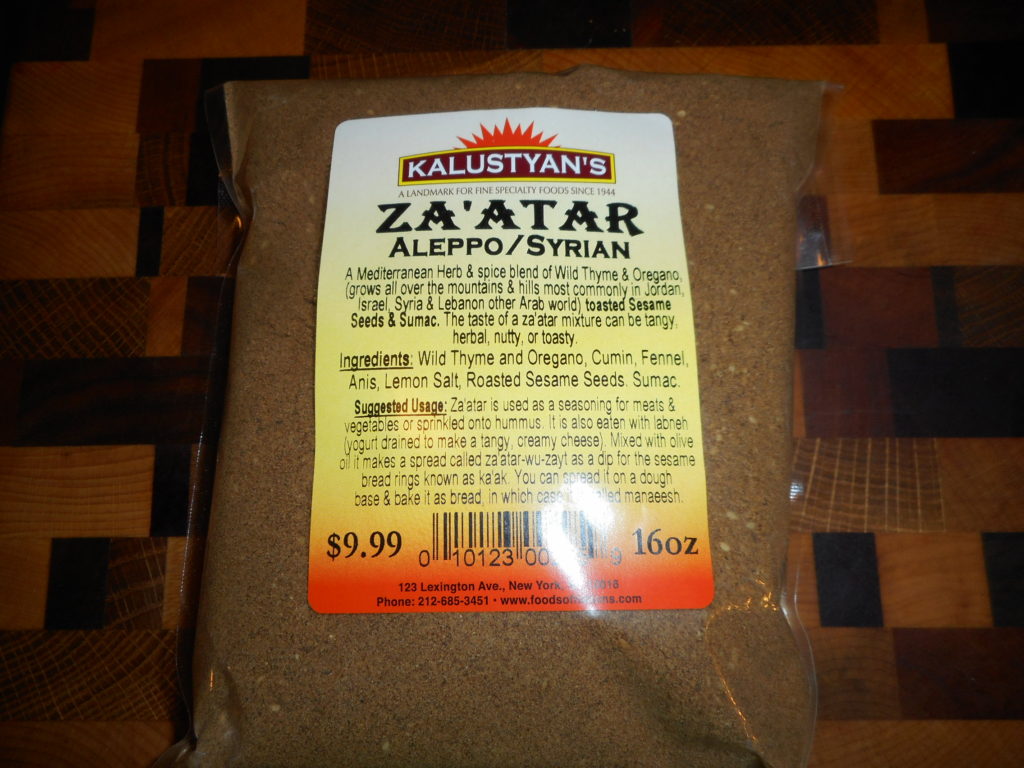 KALUSTYAN'S
A LANDMARK FOR FINE SPECIALTY FOODS SINCE 1944
ZA'ATAR
ALEPPO/SYRIAN
A Mediterranean Herb & spice blend of Wild Thyme & Oregano,
(grows all over the mountains & hills most commonly in Jordan,
Israel, Syria & Lebanon other Arab world) toasted Sesame
Seeds & Sumac. The taste of a za'atar mixture can be tangy,
herbal, nutty, or toasty.
Ingredients: Wild Thyme and Oregano, Cumin, Fennel,
Anis, Lemon Salt, Roasted Sesame Seeds. Sumac.
Suggested Usage: Za'atar is used as a seasoning for meats &
vegetables or sprinkled onto hummus. It is also eaten with labneh
(yogurt drained to make a tangy, creamy cheese). Mixed with olive
oil it makes a spread called za'atar-wu-zayt as a dip for the sesame
bread rings known as ka'ak. You can spread it on a dough
base & bake it as bread, in which case manaeesh.
$9.99 0 10123 16oz
123 Lexington Ave., New York,
Phone: 212-685-3451 •